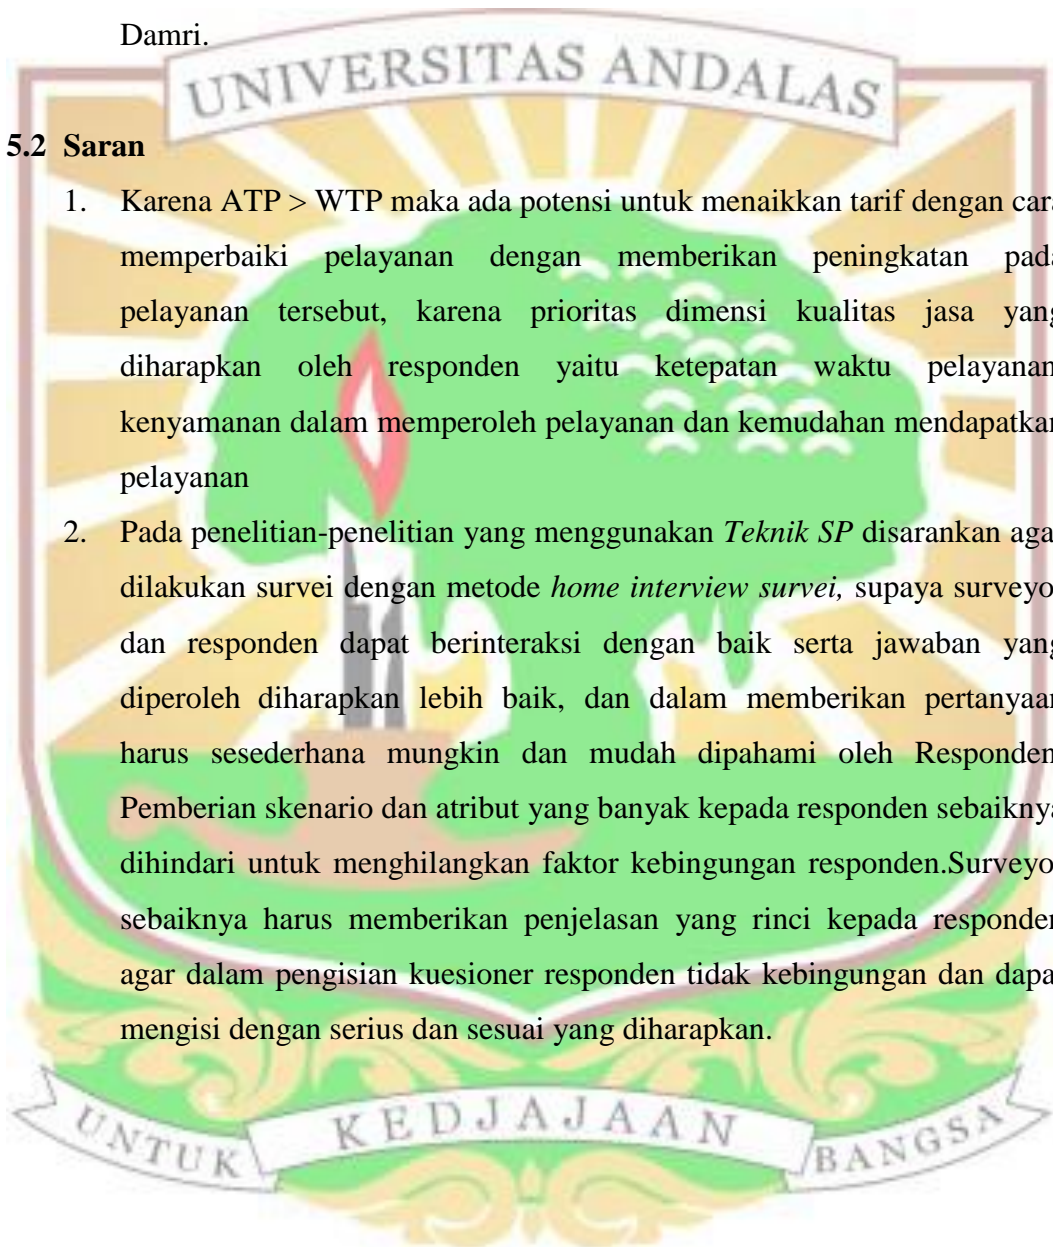 Damri.
UNIVERSITAS ANDALAS
5.2 Saran
1. Karena ATP > WTP maka ada potensi untuk menaikkan tarif dengan cara
memperbaiki pelayanan dengan memberikan peningkatan pada
pelayanan tersebut, karena prioritas dimensi kualitas jasa yang
diharapkan oleh responden yaitu ketepatan waktu pelayanan
kenyamanan dalam memperoleh pelayanan dan kemudahan mendapatkan
pelayanan
2. Pada penelitian-penelitian yang menggunakan Teknik SP disarankan aga
dilakukan survei dengan metode home interview survei, supaya surveyo
dan responden dapat berinteraksi dengan baik serta jawaban yang
diperoleh diharapkan lebih baik, dan dalam memberikan pertanyaan
harus sesederhana mungkin dan mudah dipahami oleh Responden
Pemberian skenario dan atribut yang banyak kepada responden sebaiknya
dihindari untuk menghilangkan faktor kebingungan responden.Surveyo
sebaiknya harus memberikan penjelasan yang rinci kepada responden
agar dalam pengisian kuesioner responden tidak kebingungan dan dapa
mengisi dengan serius dan sesuai yang diharapkan.
UNTUK KEDJAJAAN BANGSA